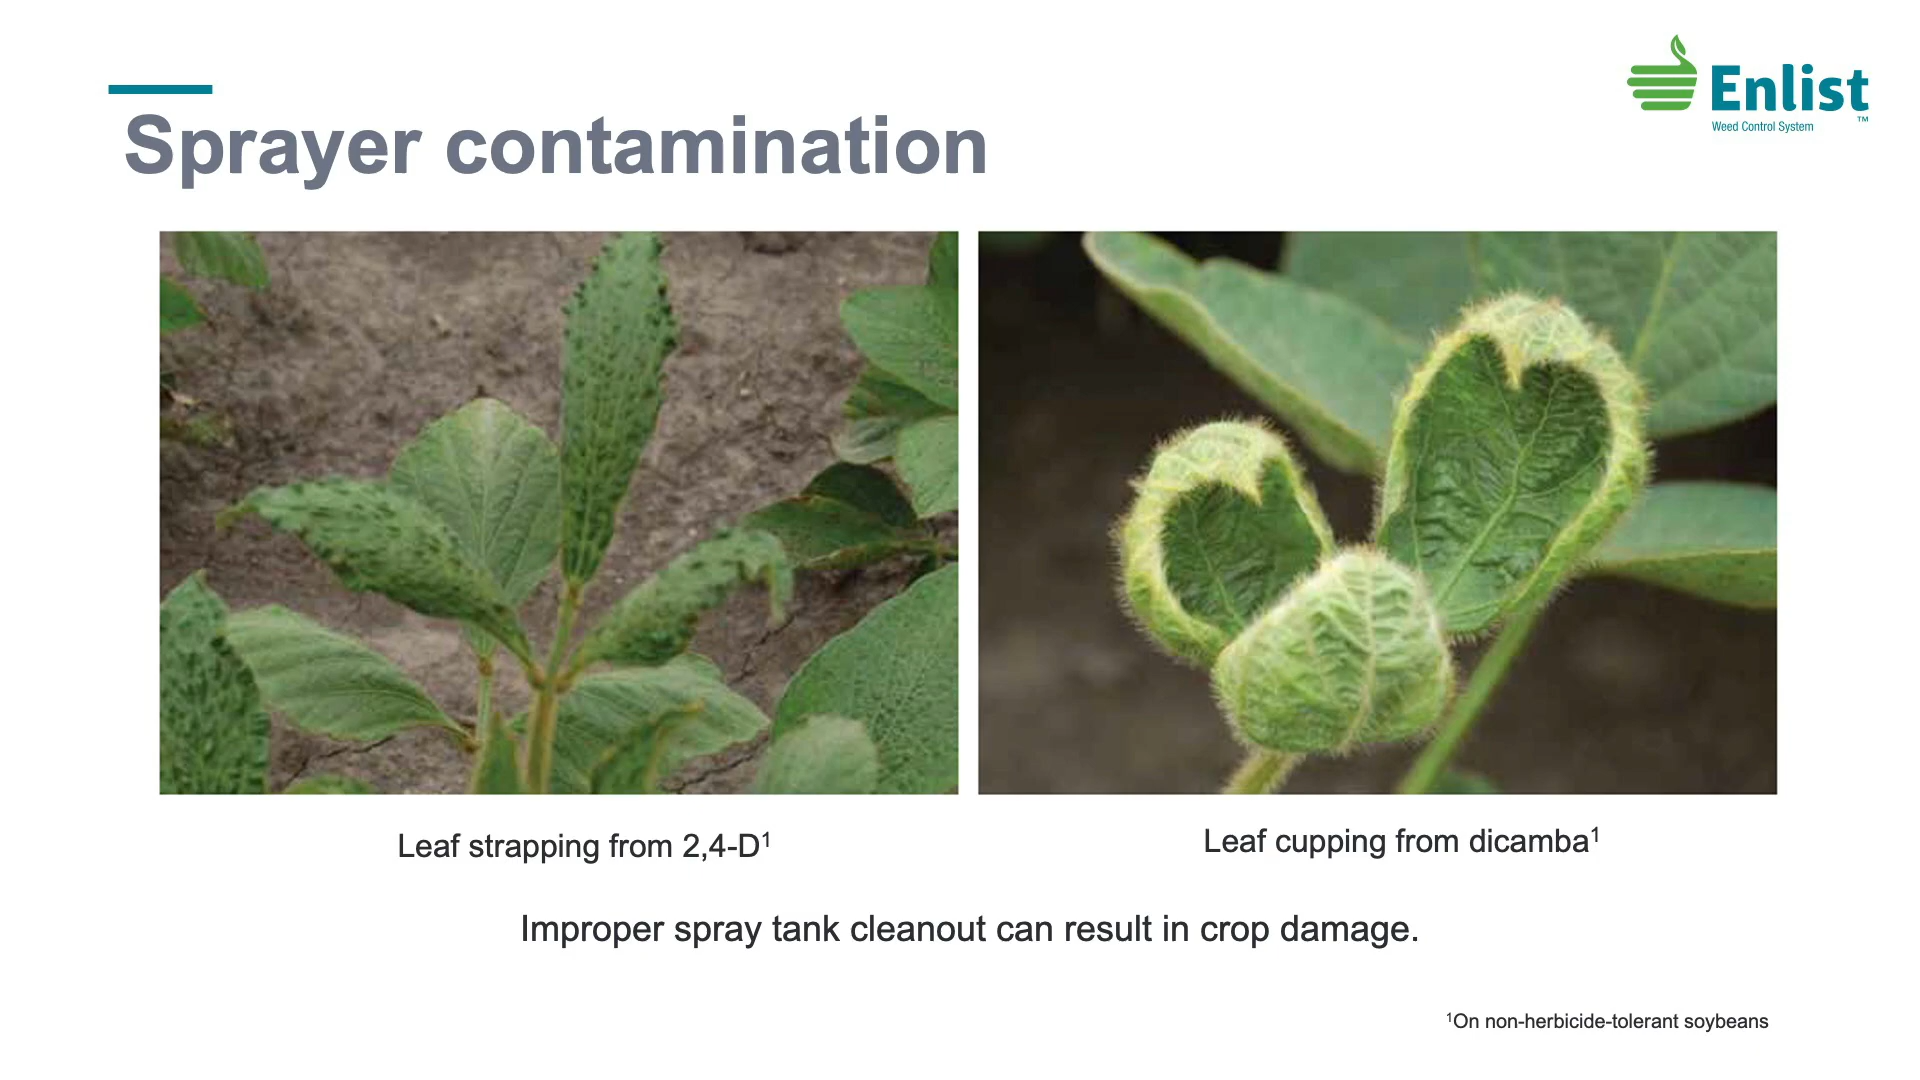 Enlist™
Weed Control System
Sprayer contamination
Leaf strapping from 2,4-D¹
Leaf cupping from dicamba¹
Improper spray tank cleanout can result in crop damage.
¹On non-herbicide-tolerant soybeans